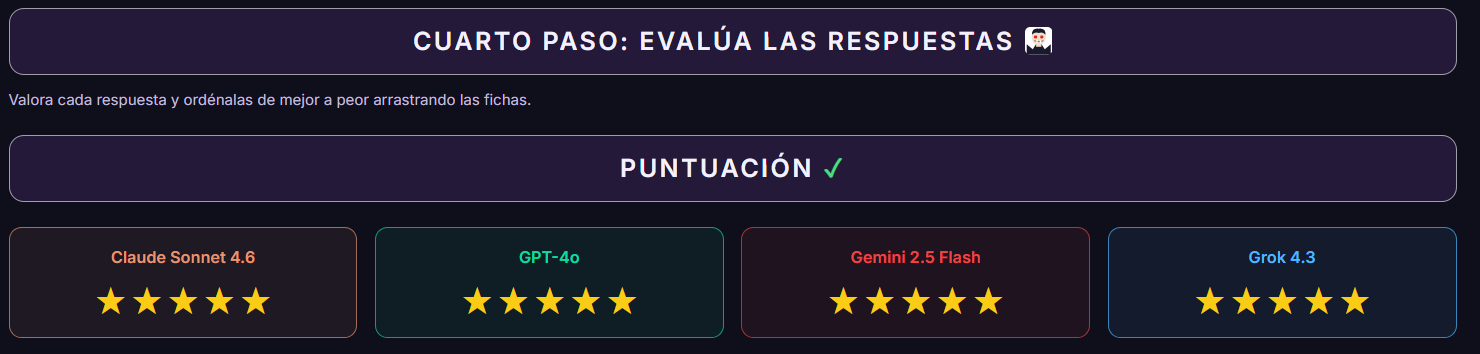 CUARTO PASO: EVALÚA LAS RESPUESTAS
Valora cada respuesta y ordénalas de mejor a peor arrastrando las fichas.
PUNTUACIÓN ✓
Claude Sonnet 4.6
GPT-4o
Gemini 2.5 Flash
Grok 4.3